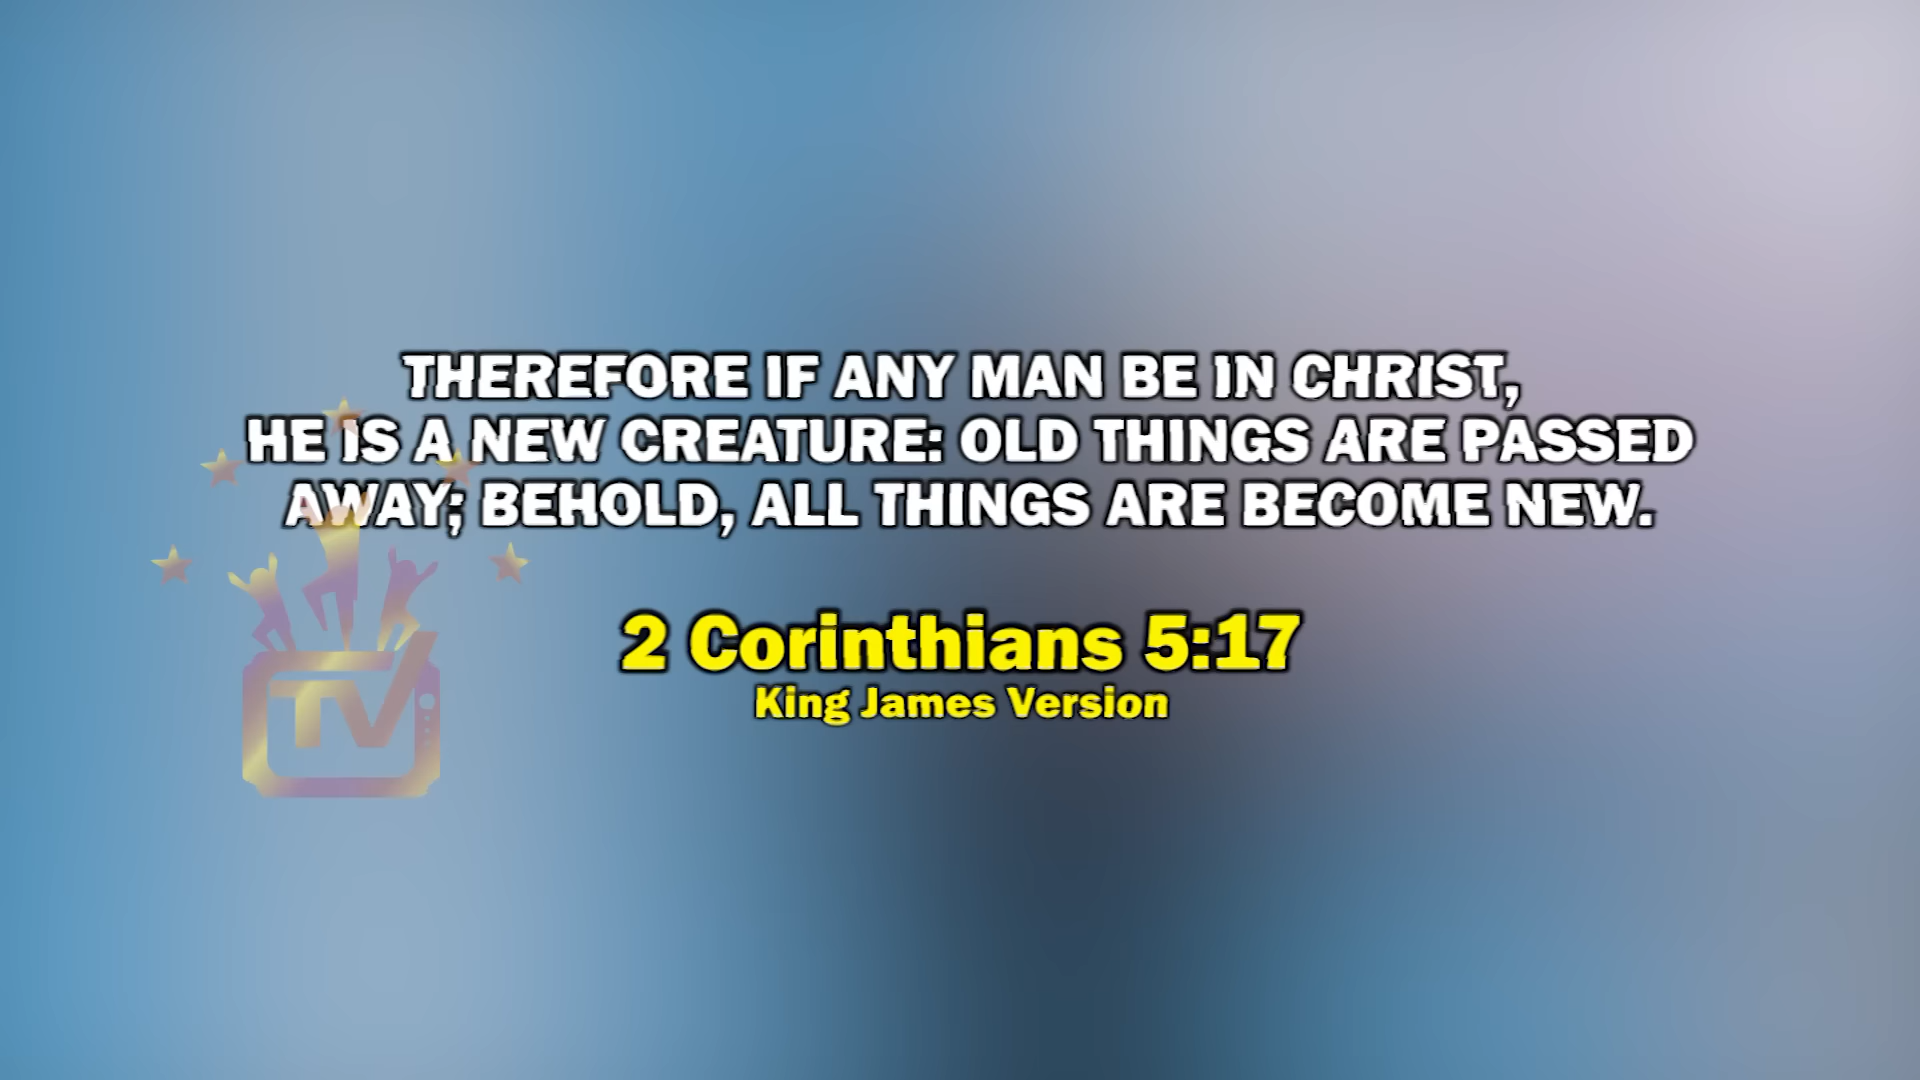 THEREFORE IF ANY MAN BE IN CHRIST,
HE IS A NEW CREATURE: OLD THINGS ARE PASSED
AWAY; BEHOLD, ALL THINGS ARE BECOME NEW.
2 Corinthians 5:17
King James Version
TV